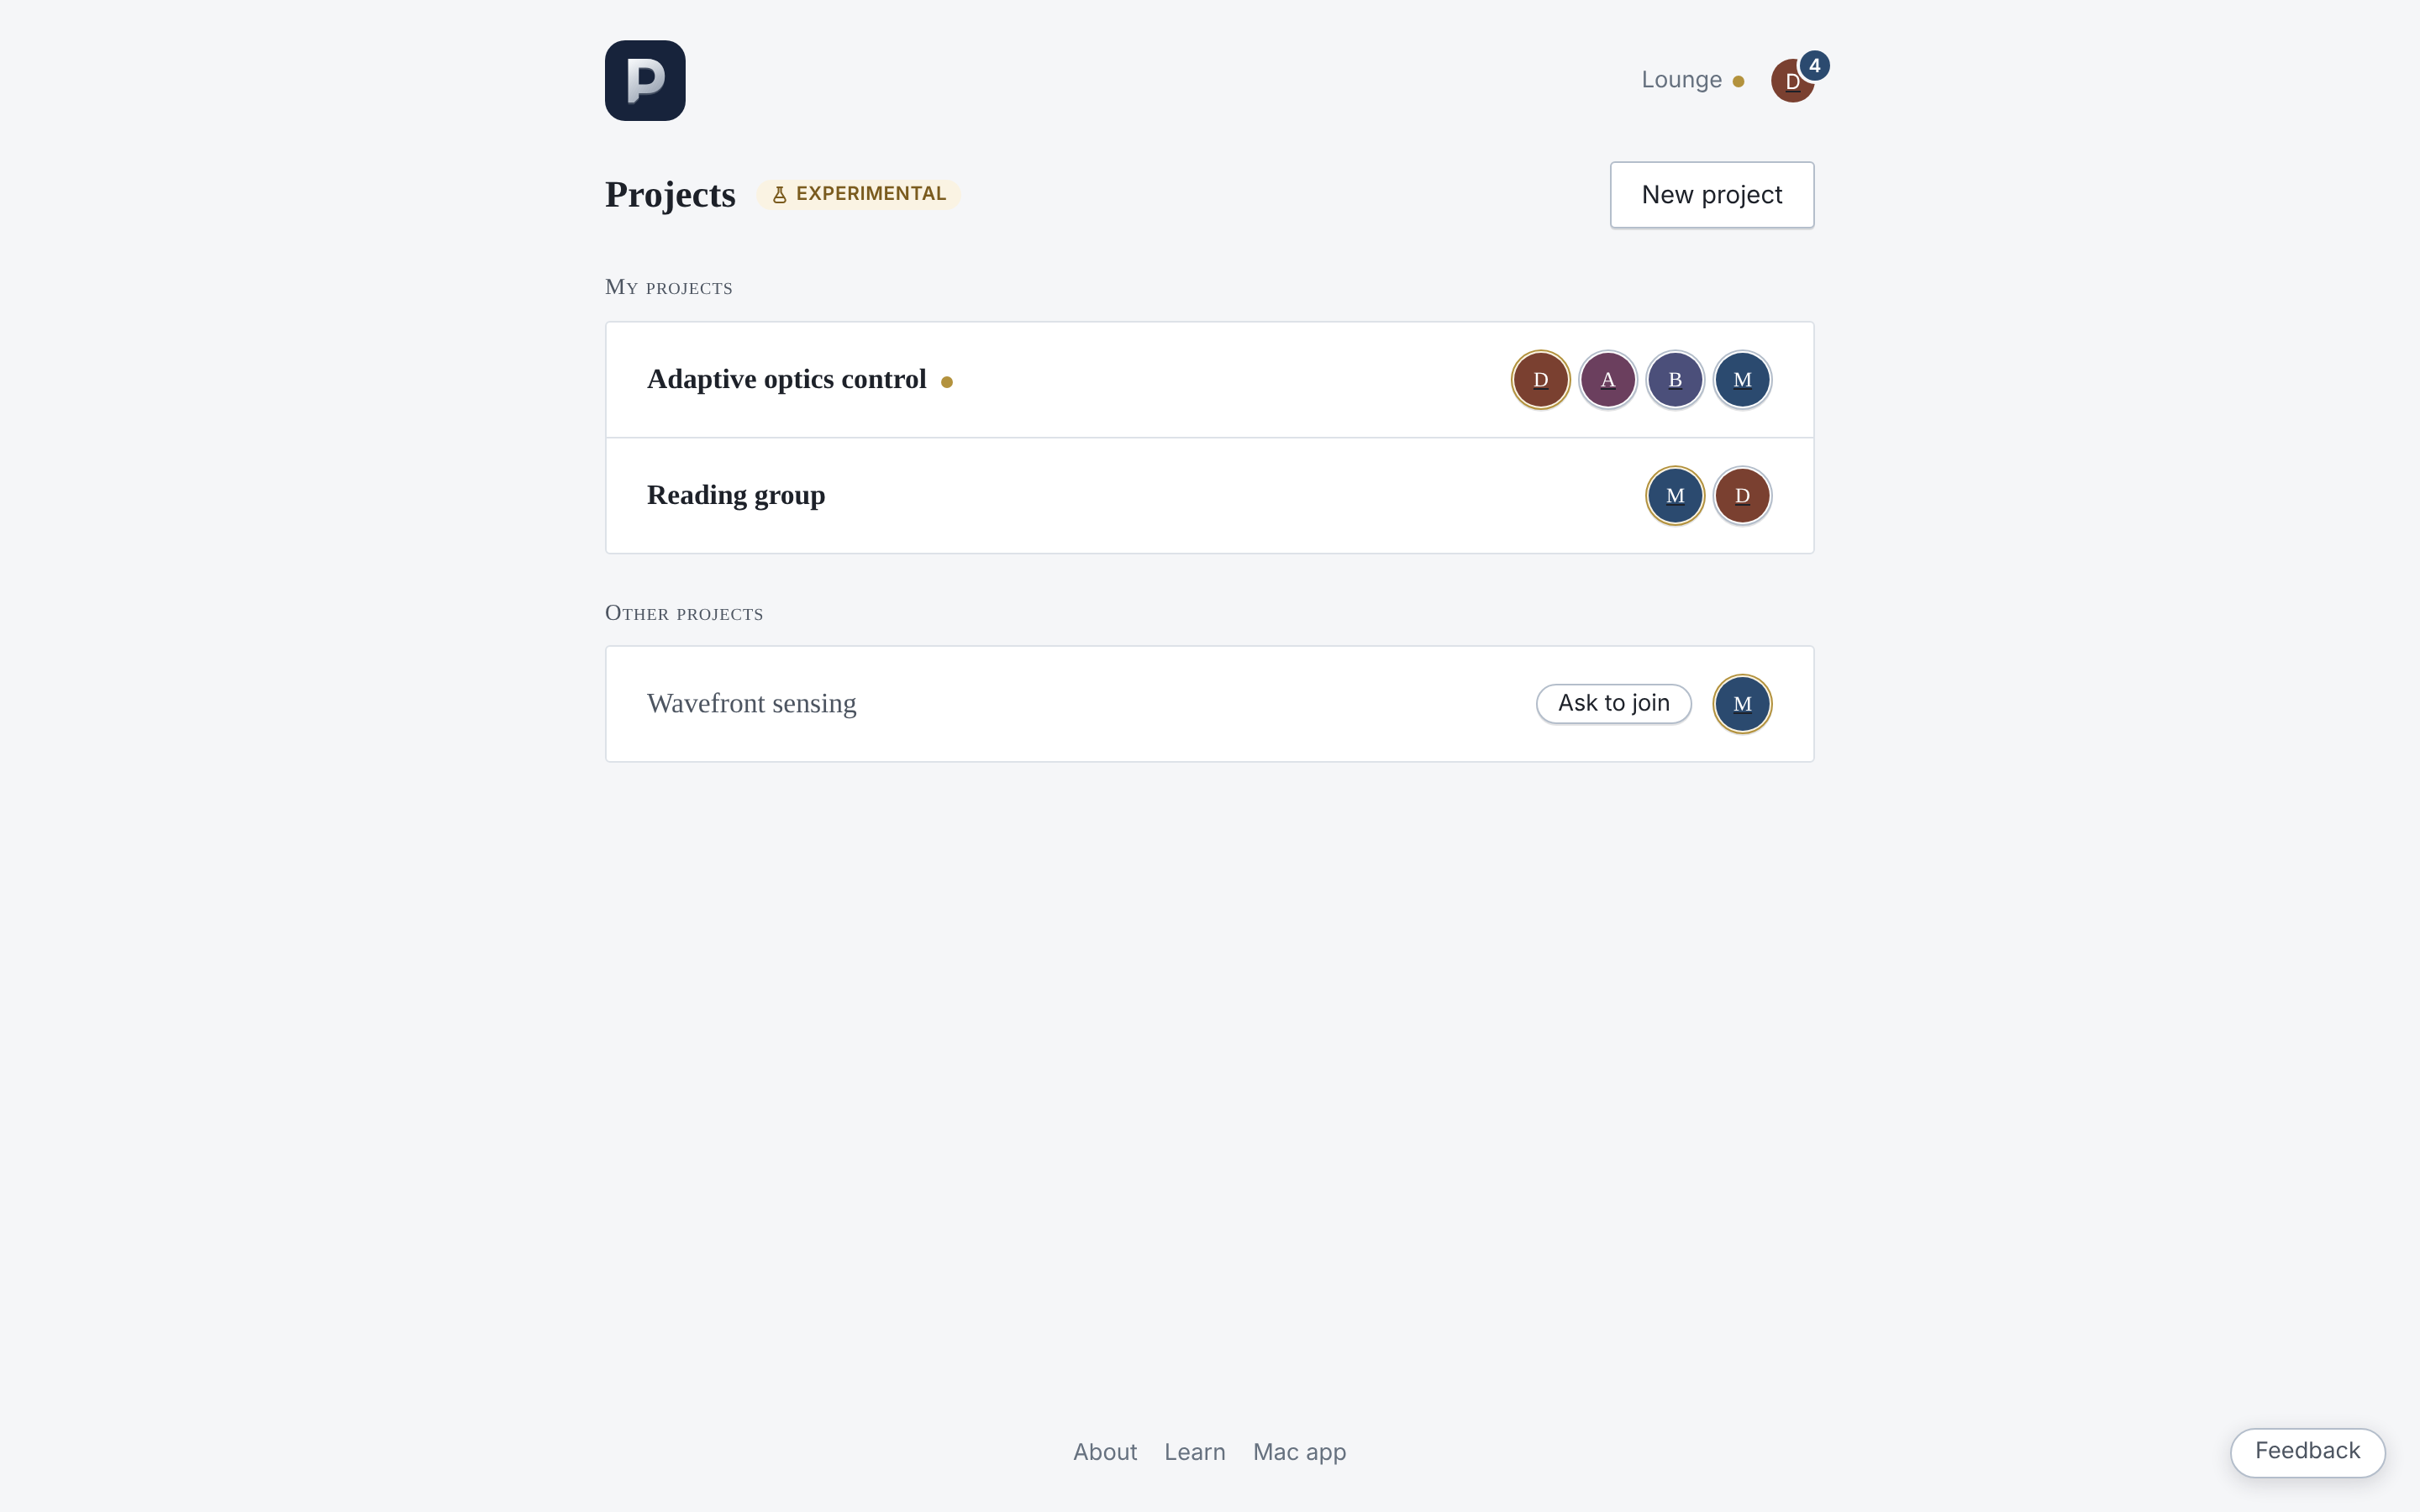 P
Lounge D 4
Projects EXPERIMENTAL New project
My projects
Adaptive optics control D A B M
Reading group M D
Other projects
Wavefront sensing Ask to join M
About Learn Mac app
Feedback